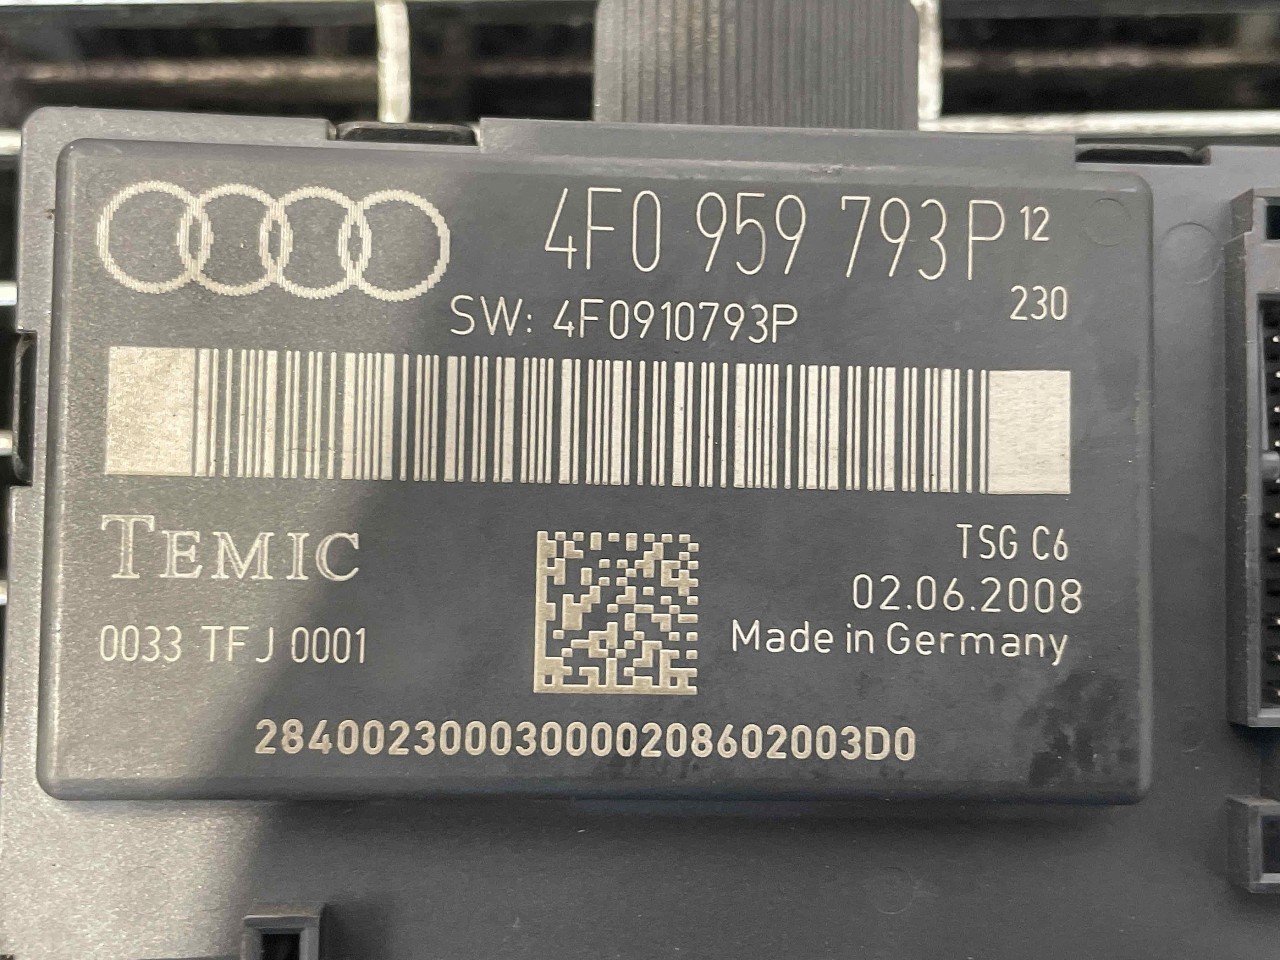 4F0 959 793P 12
230
SW: 4F0910793P
TEMIC
TSG C6
02.06.2008
0033 TFJ 0001
Made in Germany
284002300030000208602003D0